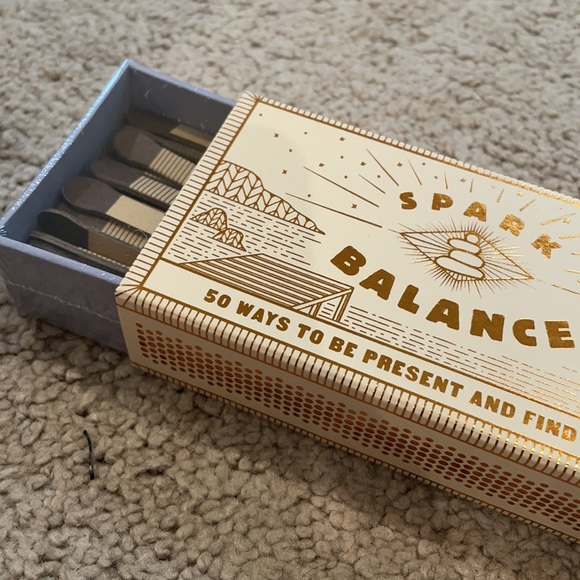 SPARK
BALANCE
50 WAYS TO BE PRESENT AND FIND